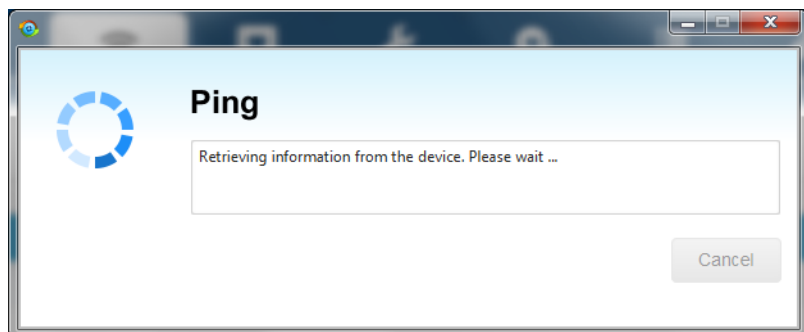 Ping
Retrieving information from the device. Please wait ...
Cancel